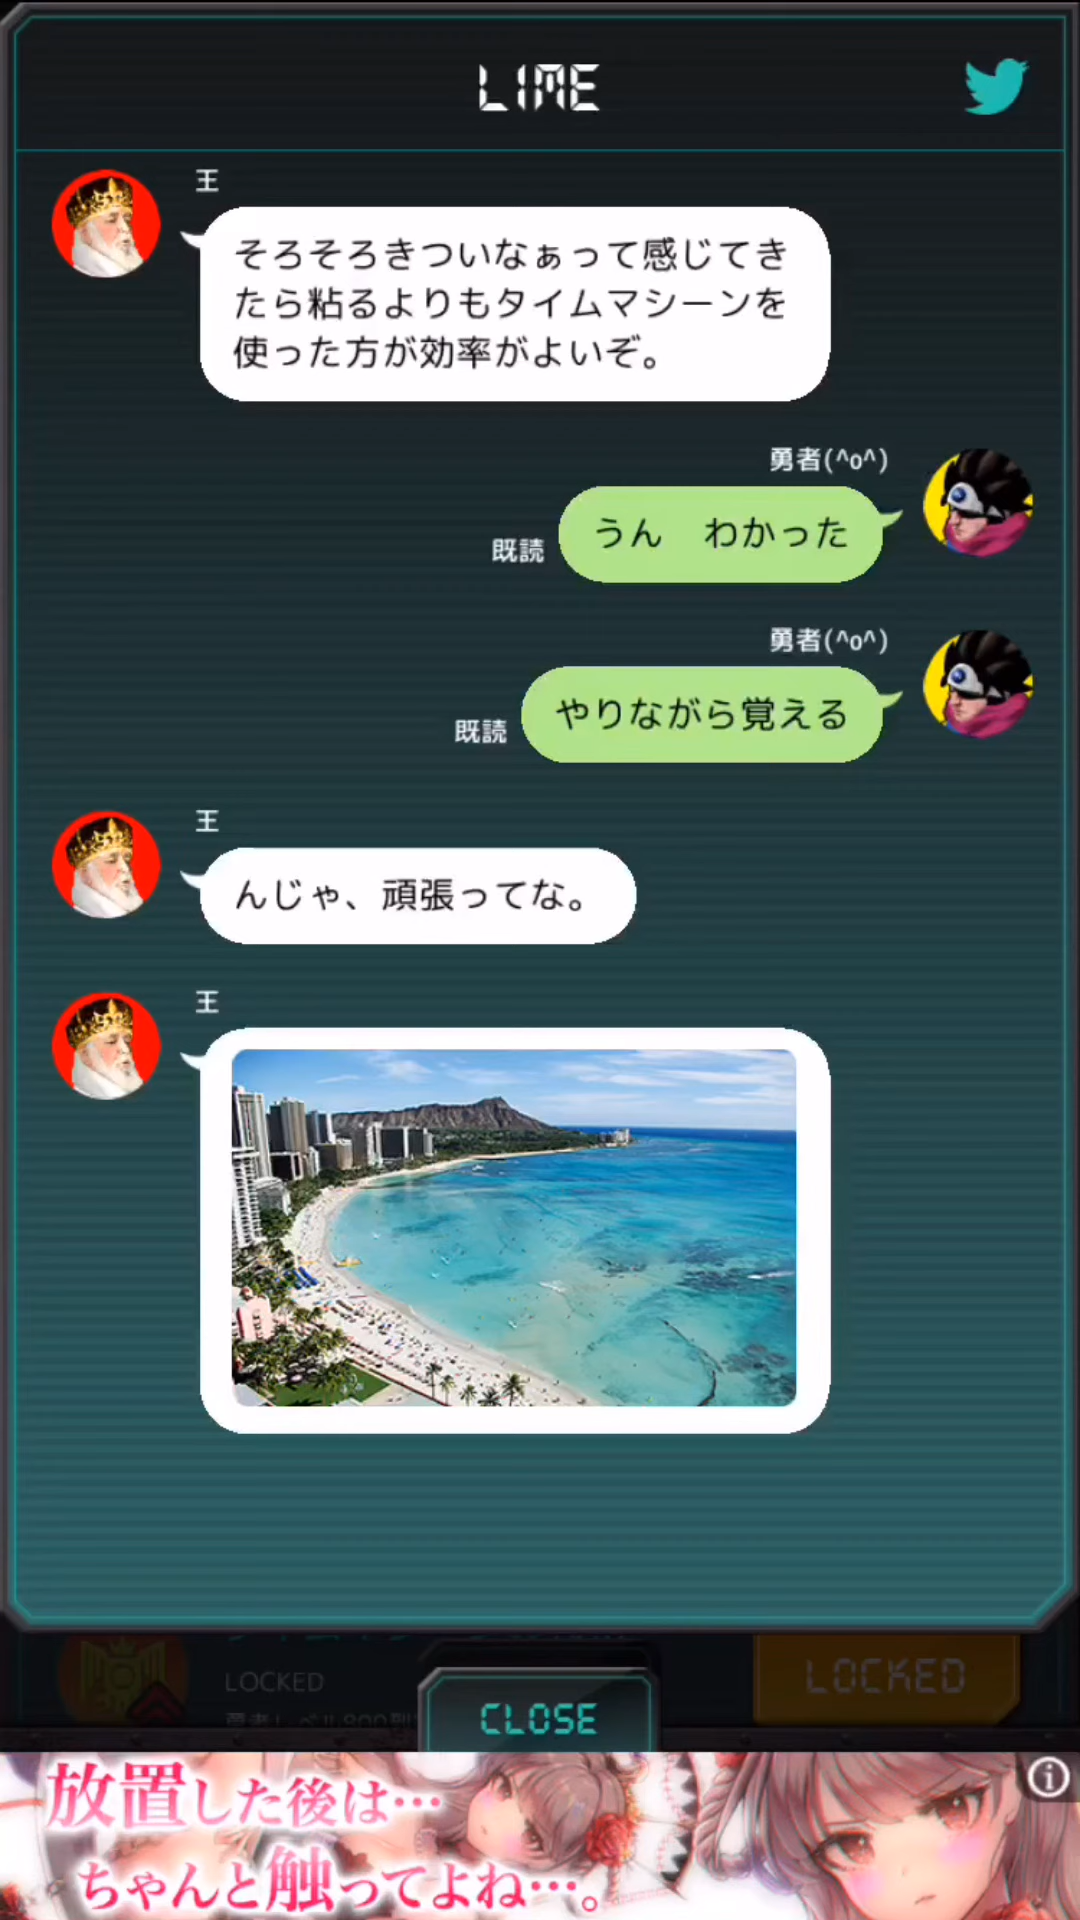 LIME
王
そろそろきついなぁって感じてき
たら粘るよりもタイムマシーンを
使った方が効率がよいぞ。
勇者(^o^)
うん　わかった
既読
勇者(^o^)
やりながら覚える
既読
王
んじゃ、頑張ってな。
王
LOCKED
LOCKED
CLOSE
放置した後は…
ちゃんと触ってよね…。